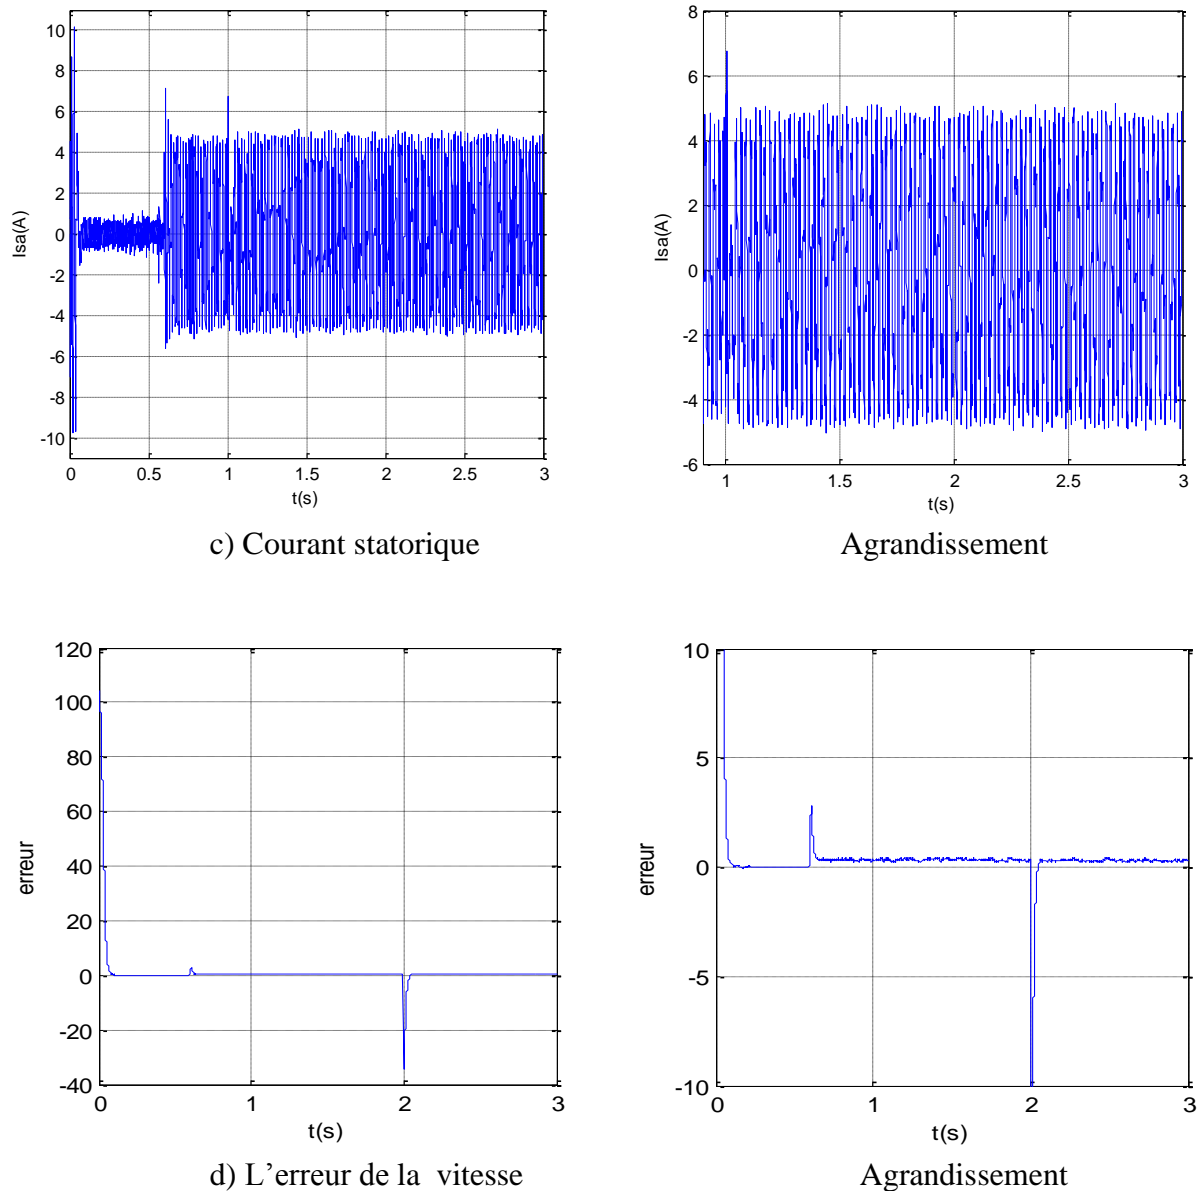 11
10
8
6
4
2
0
-2
-4
-6
-8
-10
Isa(A)
0 0.5 1 1.5 2 2.5 3
t(s)
8
6
4
2
0
-2
-4
-6
Isa(A)
1 1.5 2 2.5 3
t(s)
c) Courant statorique
Agrandissement
120
100
80
60
40
20
0
-20
-40
erreur
0 1 2 3
t(s)
10
5
0
-5
-10
erreur
0 1 2 3
t(s)
d) L’erreur de la vitesse
Agrandissement